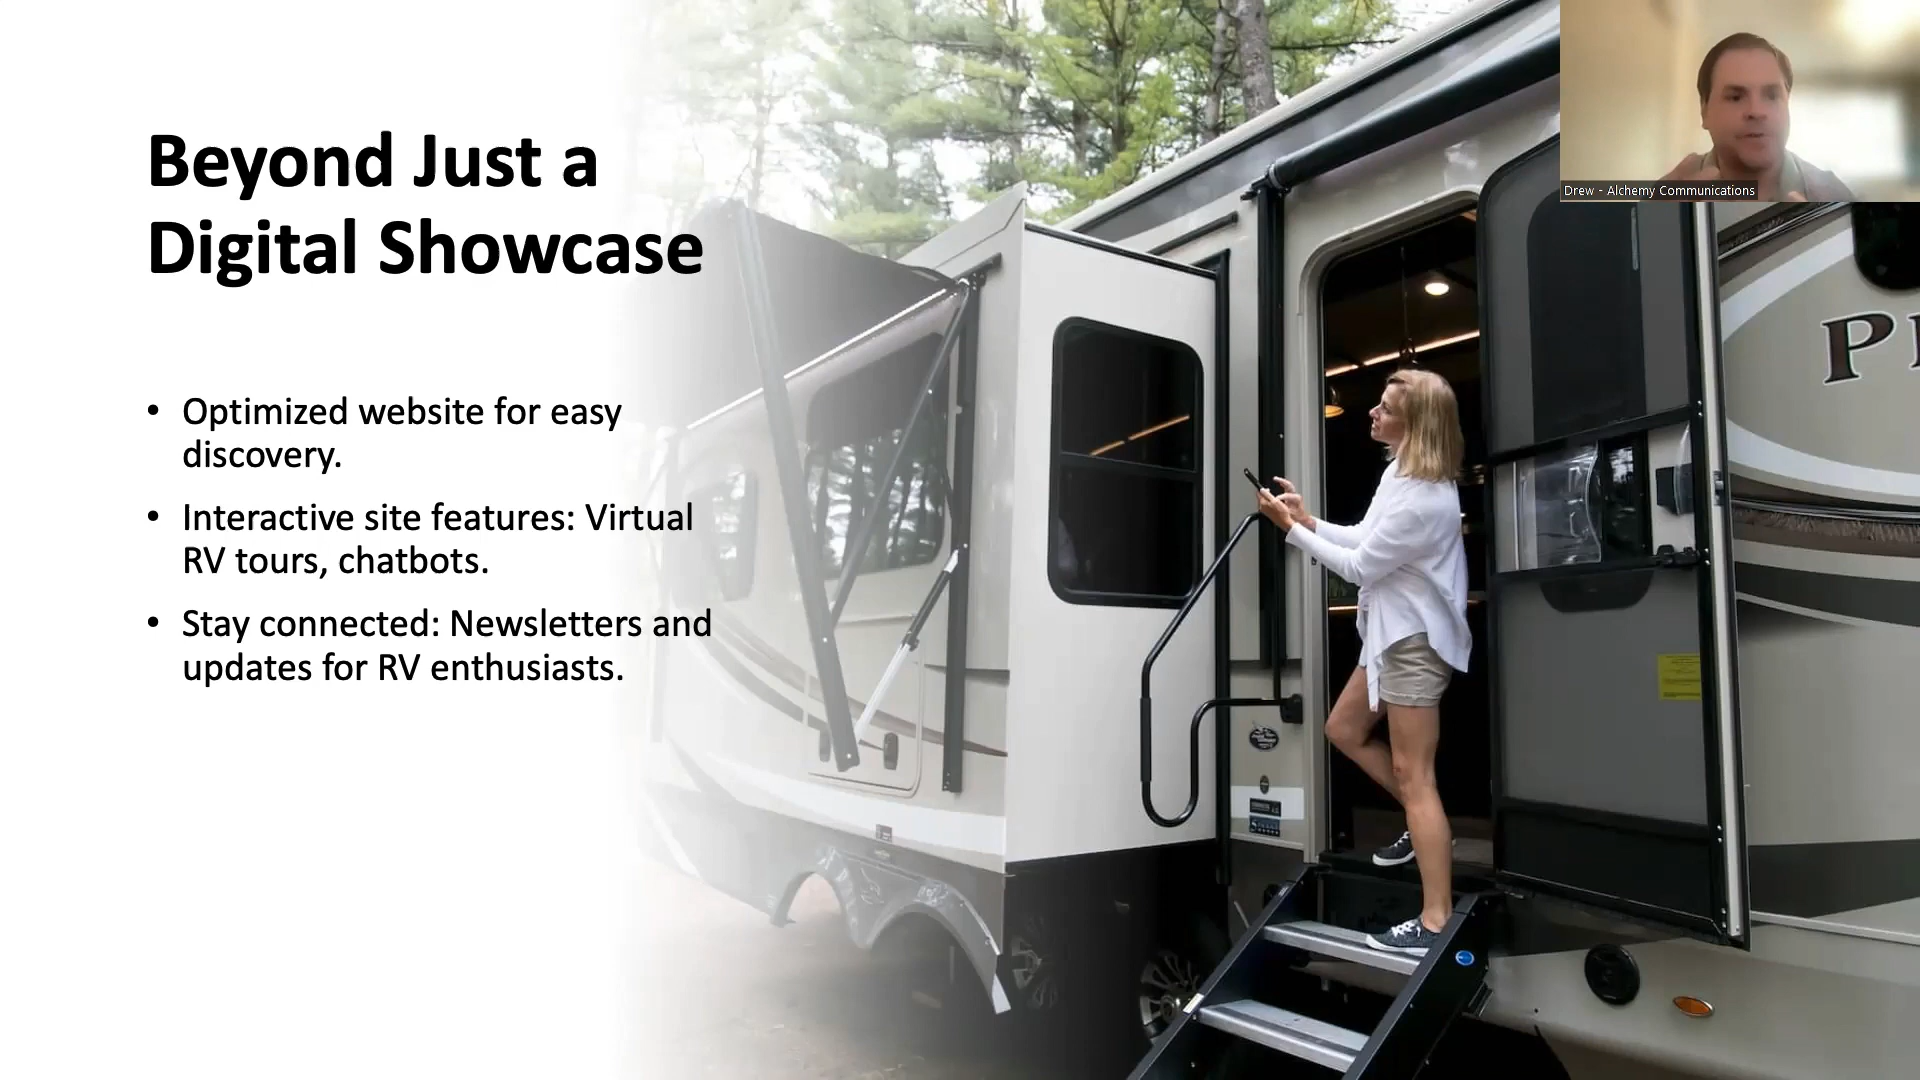 Beyond Just a
Digital Showcase
• Optimized website for easy
discovery.
• Interactive site features: Virtual
RV tours, chatbots.
• Stay connected: Newsletters and
updates for RV enthusiasts.
Drew - Alchemy Communications